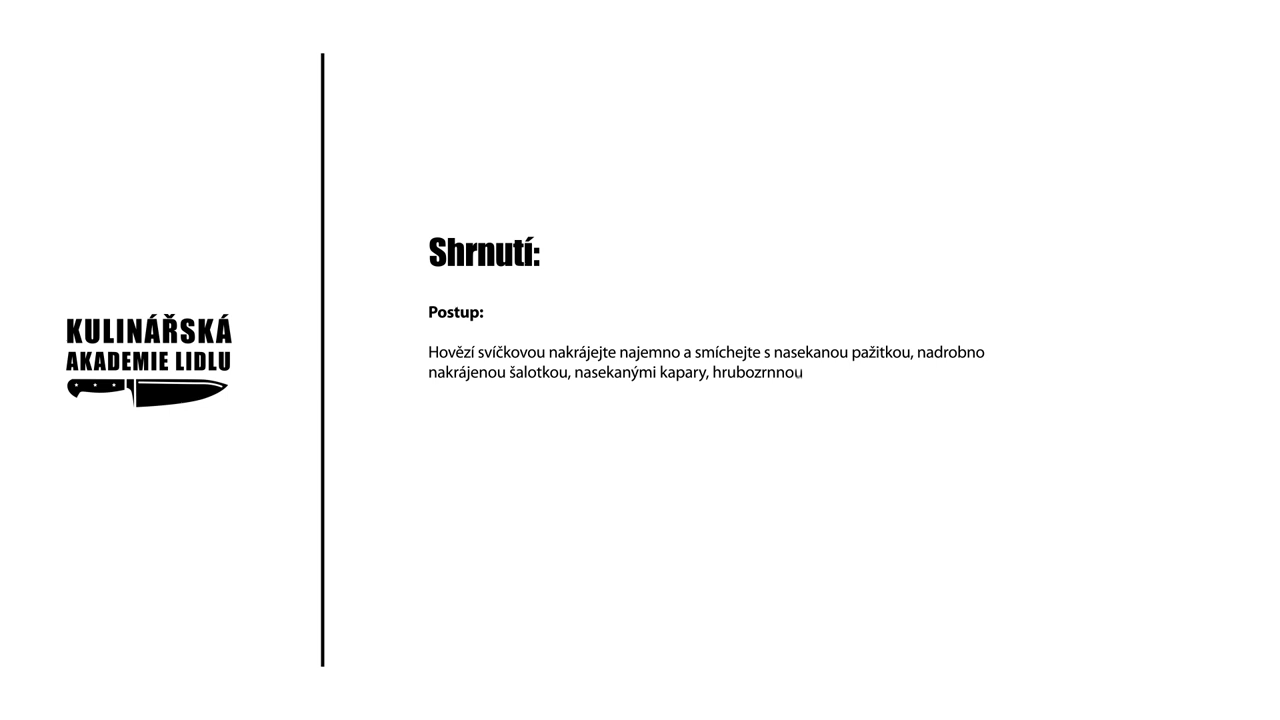 KULINÁŘSKÁ
AKADEMIE LIDLU
Shrnutí:
Postup:
Hovězí svíčkovou nakrájejte najemno a smíchejte s nasekanou pažitkou, nadrobno
nakrájenou šalotkou, nasekanými kapary, hrubozrnnou